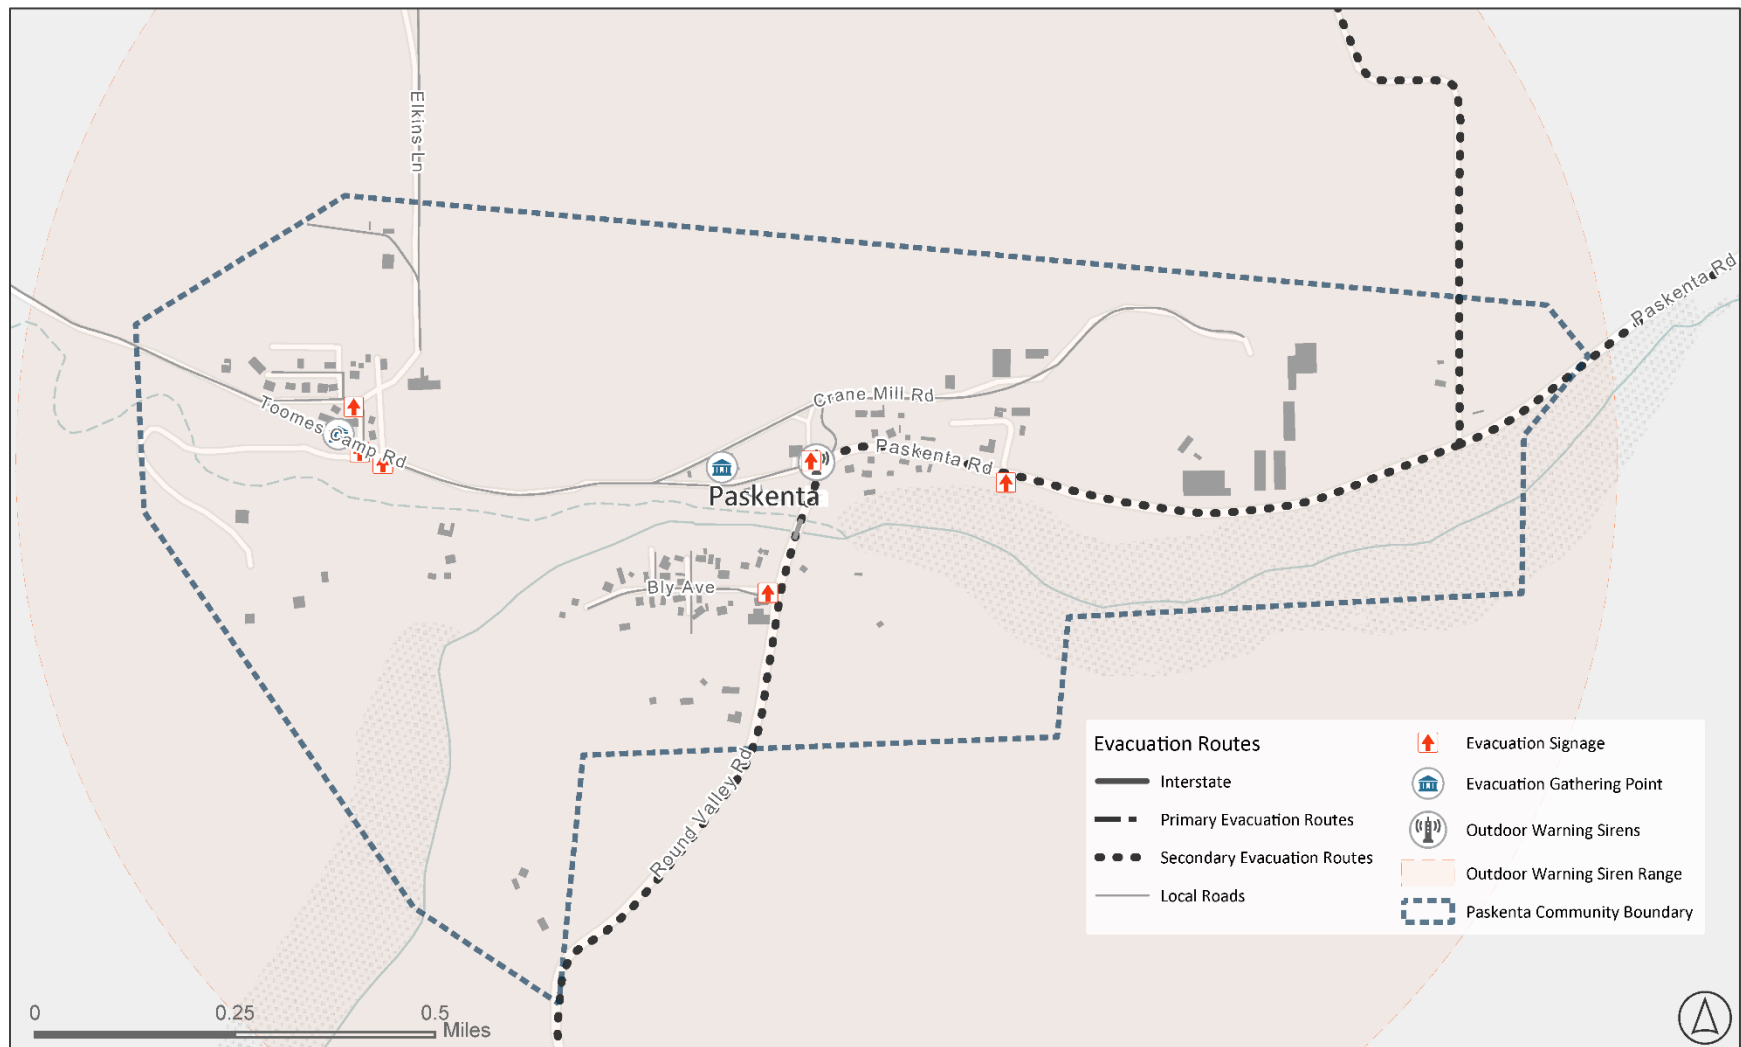 Elkins Ln
Paskenta Rd
Crane Mill Rd
Toomes Camp Rd
Paskenta Rd
Paskenta
Bly Ave
Round Valley Rd
Evacuation Routes
Interstate
Primary Evacuation Routes
Secondary Evacuation Routes
Local Roads
Evacuation Signage
Evacuation Gathering Point
Outdoor Warning Sirens
Outdoor Warning Siren Range
Paskenta Community Boundary
0 0.25 0.5
Miles